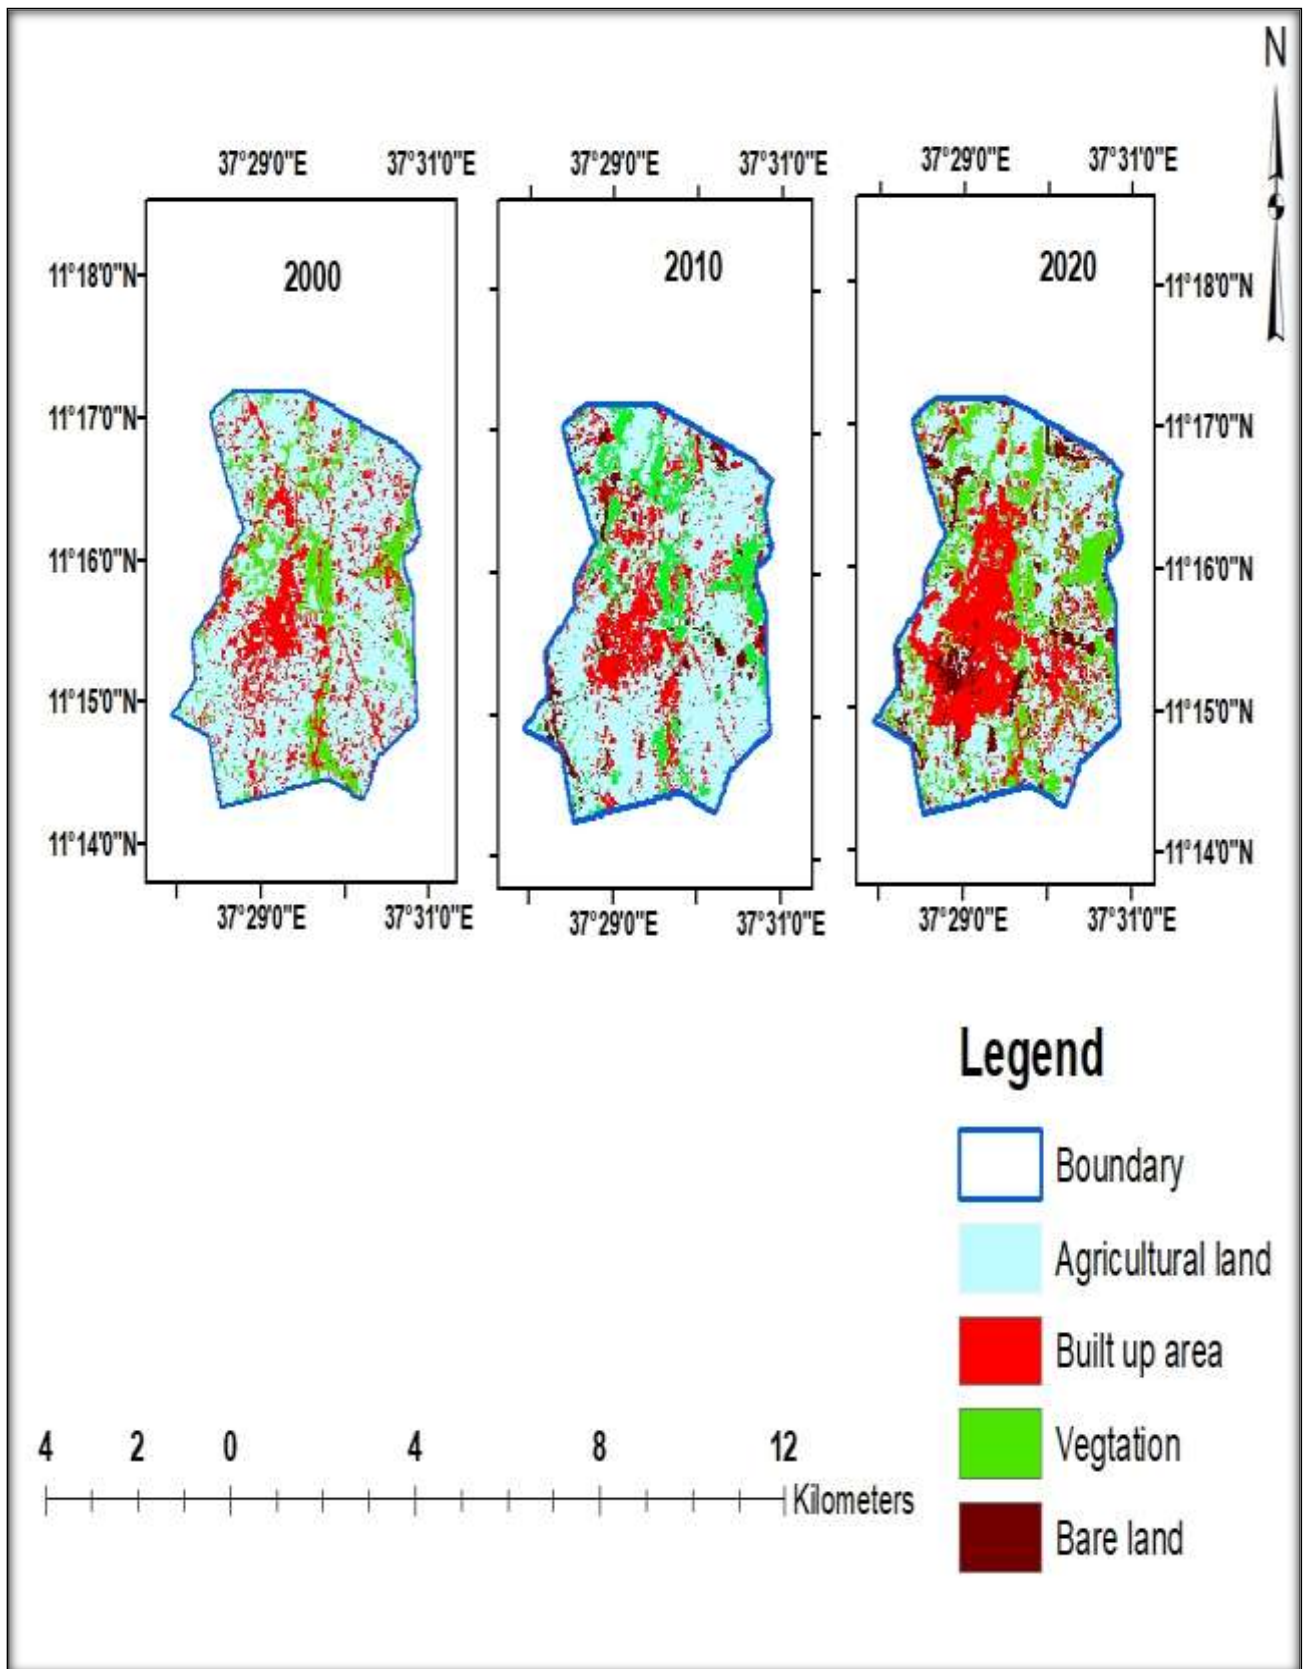 N
37°29'0"E 37°31'0"E 37°29'0"E 37°31'0"E 37°29'0"E 37°31'0"E
2000 2010 2020
11°18'0"N 11°18'0"N
11°17'0"N 11°17'0"N
11°16'0"N 11°16'0"N
11°15'0"N 11°15'0"N
11°14'0"N 11°14'0"N
37°29'0"E 37°31'0"E 37°29'0"E 37°31'0"E 37°29'0"E 37°31'0"E
Legend
Boundary
Agricultural land
Built up area
Vegtation
Bare land
4 2 0 4 8 12
Kilometers